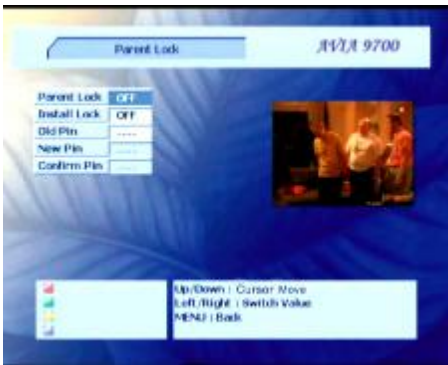 Parent Lock
AVIA 9700
Parent Lock OFF
Install Lock OFF
Old Pin ----
New Pin ----
Confirm Pin ----
Up/Down : Cursor Move
Left/Right : Switch Value
MENU : Back